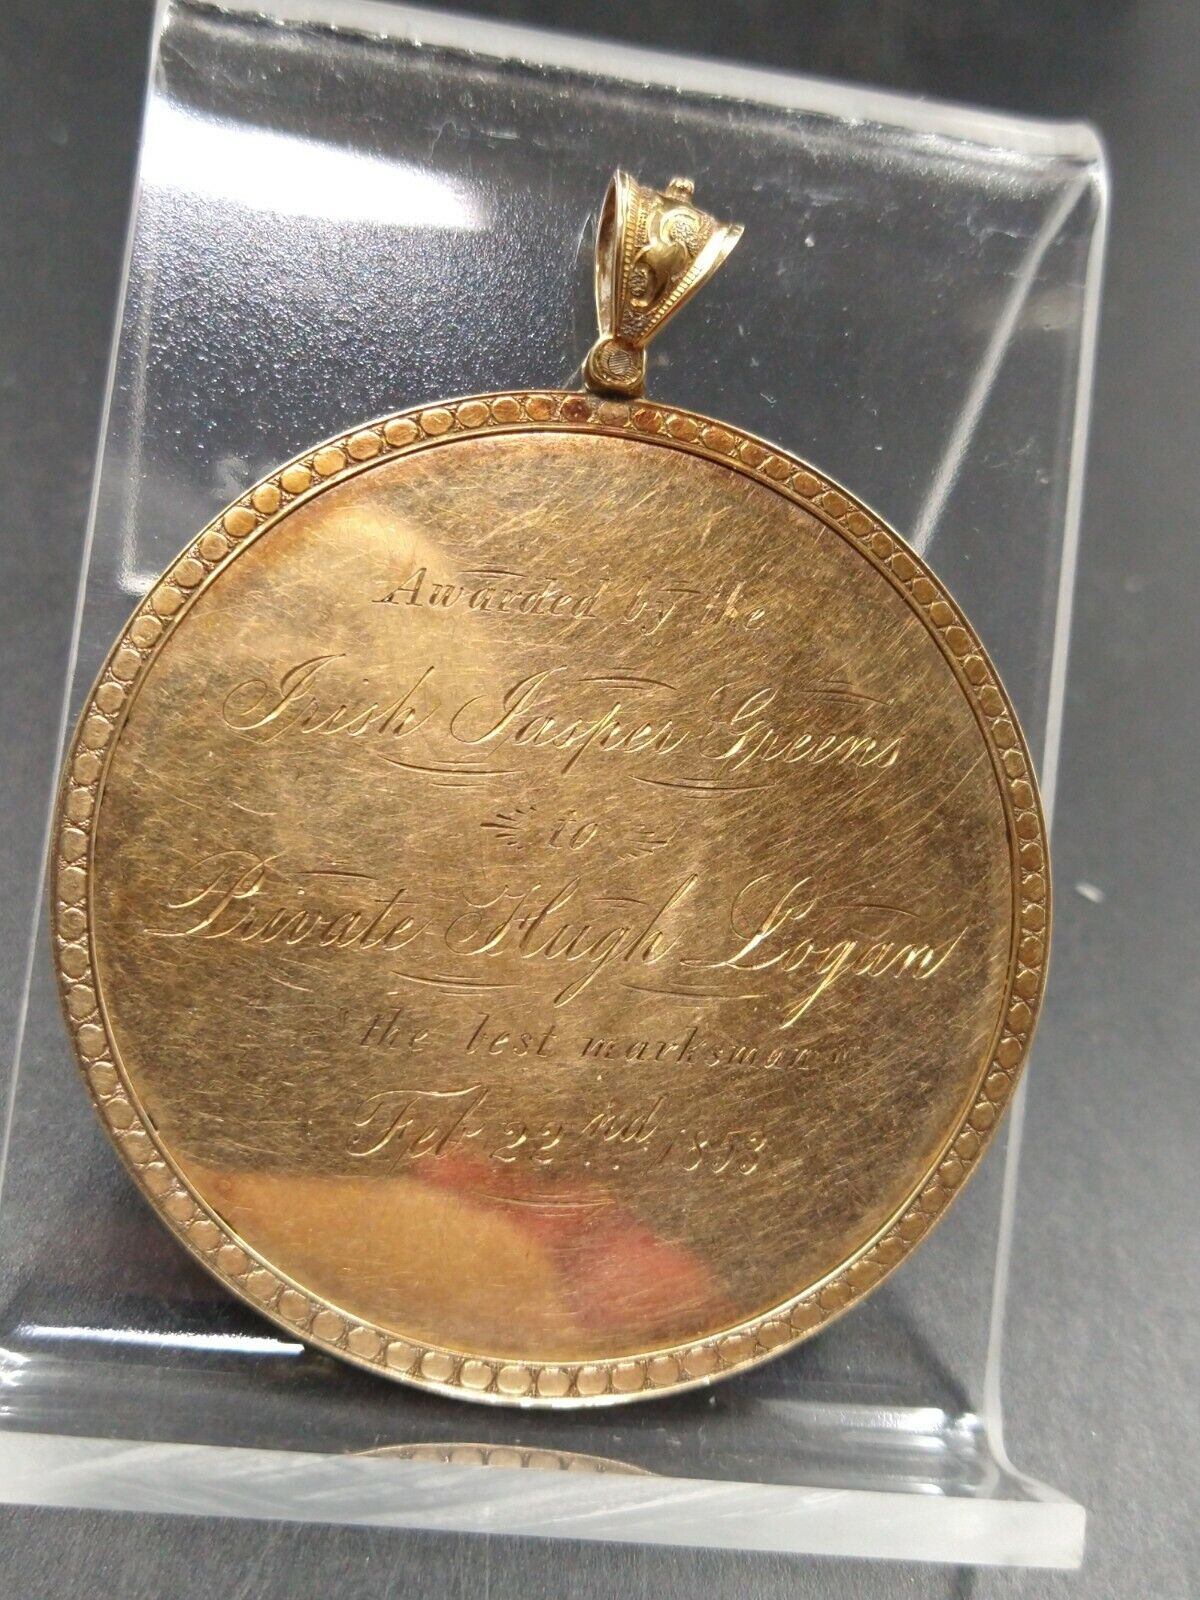 Awarded by the
Irish Jasper Greens
to
Private Hugh Logan
the best marksman
Feb 22nd 1853